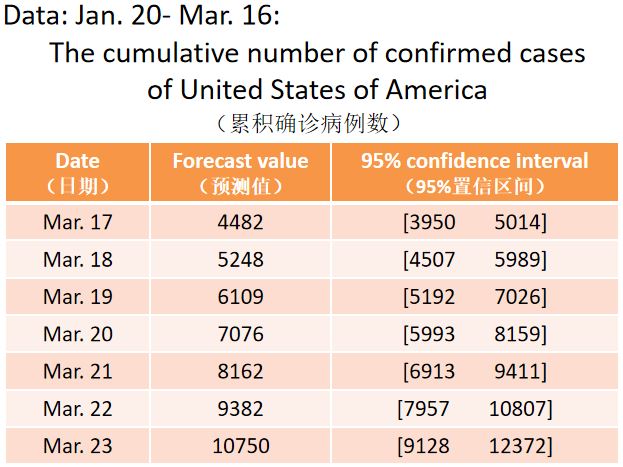 Data: Jan. 20- Mar. 16:
The cumulative number of confirmed cases
of United States of America
（累积确诊病例数）
Date Forecast value 95% confidence interval
（日期） （预测值） （95%置信区间）
Mar. 17 4482 [3950 5014]
Mar. 18 5248 [4507 5989]
Mar. 19 6109 [5192 7026]
Mar. 20 7076 [5993 8159]
Mar. 21 8162 [6913 9411]
Mar. 22 9382 [7957 10807]
Mar. 23 10750 [9128 12372]